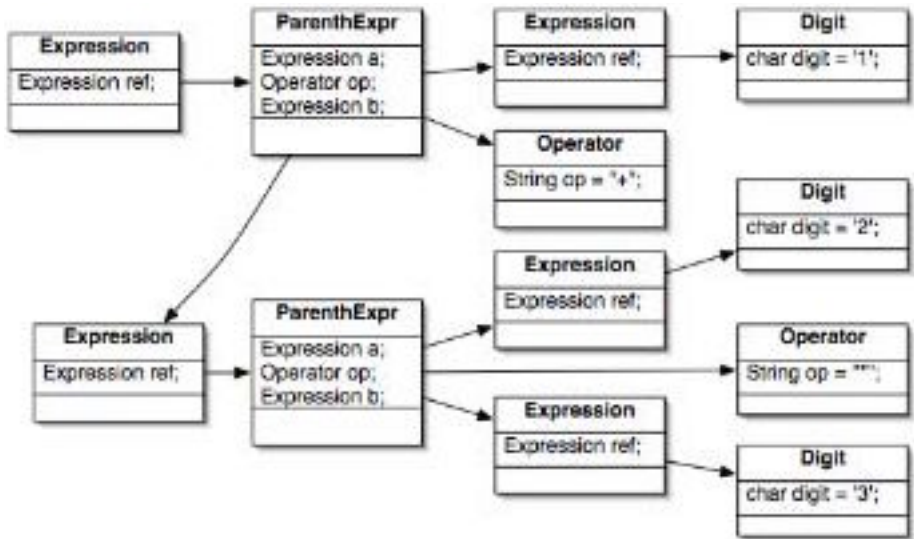 Expression
Expression ref;
ParenthExpr
Expression a;
Operator op;
Expression b;
Expression
Expression ref;
Digit
char digit = '1';
Operator
String op = "+";
Digit
char digit = '2';
Expression
Expression ref;
Expression
Expression ref;
ParenthExpr
Expression a;
Operator op;
Expression b;
Operator
String op =
Expression
Expression ref;
Digit
char digit = '3';